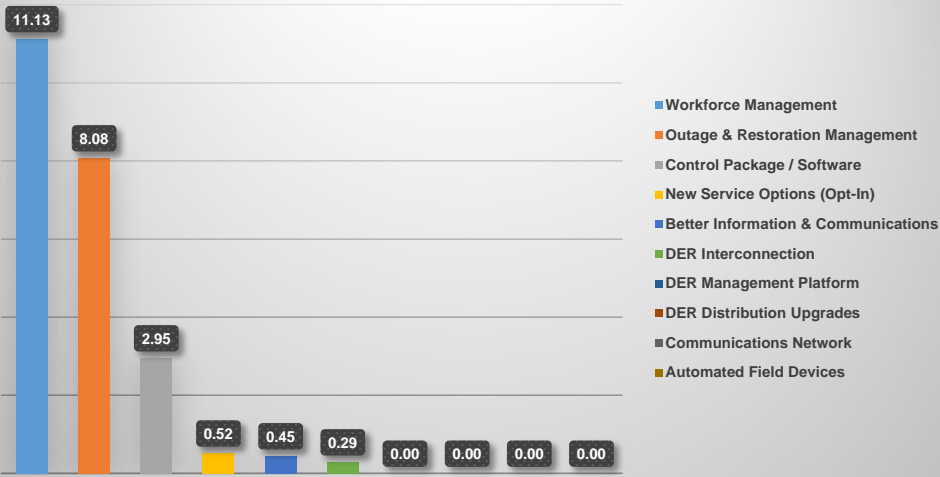 11.13
8.08
2.95
0.52
0.45
0.29
0.00
0.00
0.00
0.00
Workforce Management
Outage & Restoration Management
Control Package / Software
New Service Options (Opt-In)
Better Information & Communications
DER Interconnection
DER Management Platform
DER Distribution Upgrades
Communications Network
Automated Field Devices